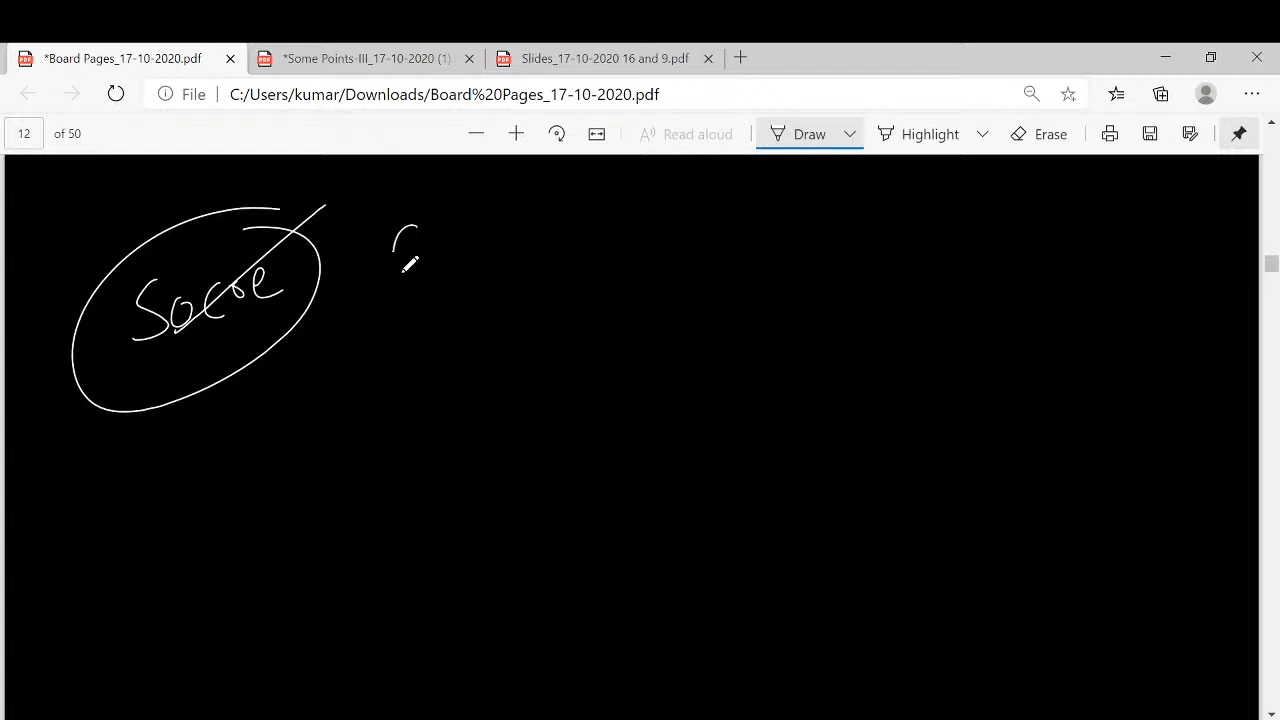 *Board Pages_17-10-2020.pdf
*Some Points-III_17-10-2020 (1).
Slides_17-10-2020 16 and 9.pdf
File
C:/Users/kumar/Downloads/Board%20Pages_17-10-2020.pdf
12 of 50
Read aloud
Draw
Highlight
Erase